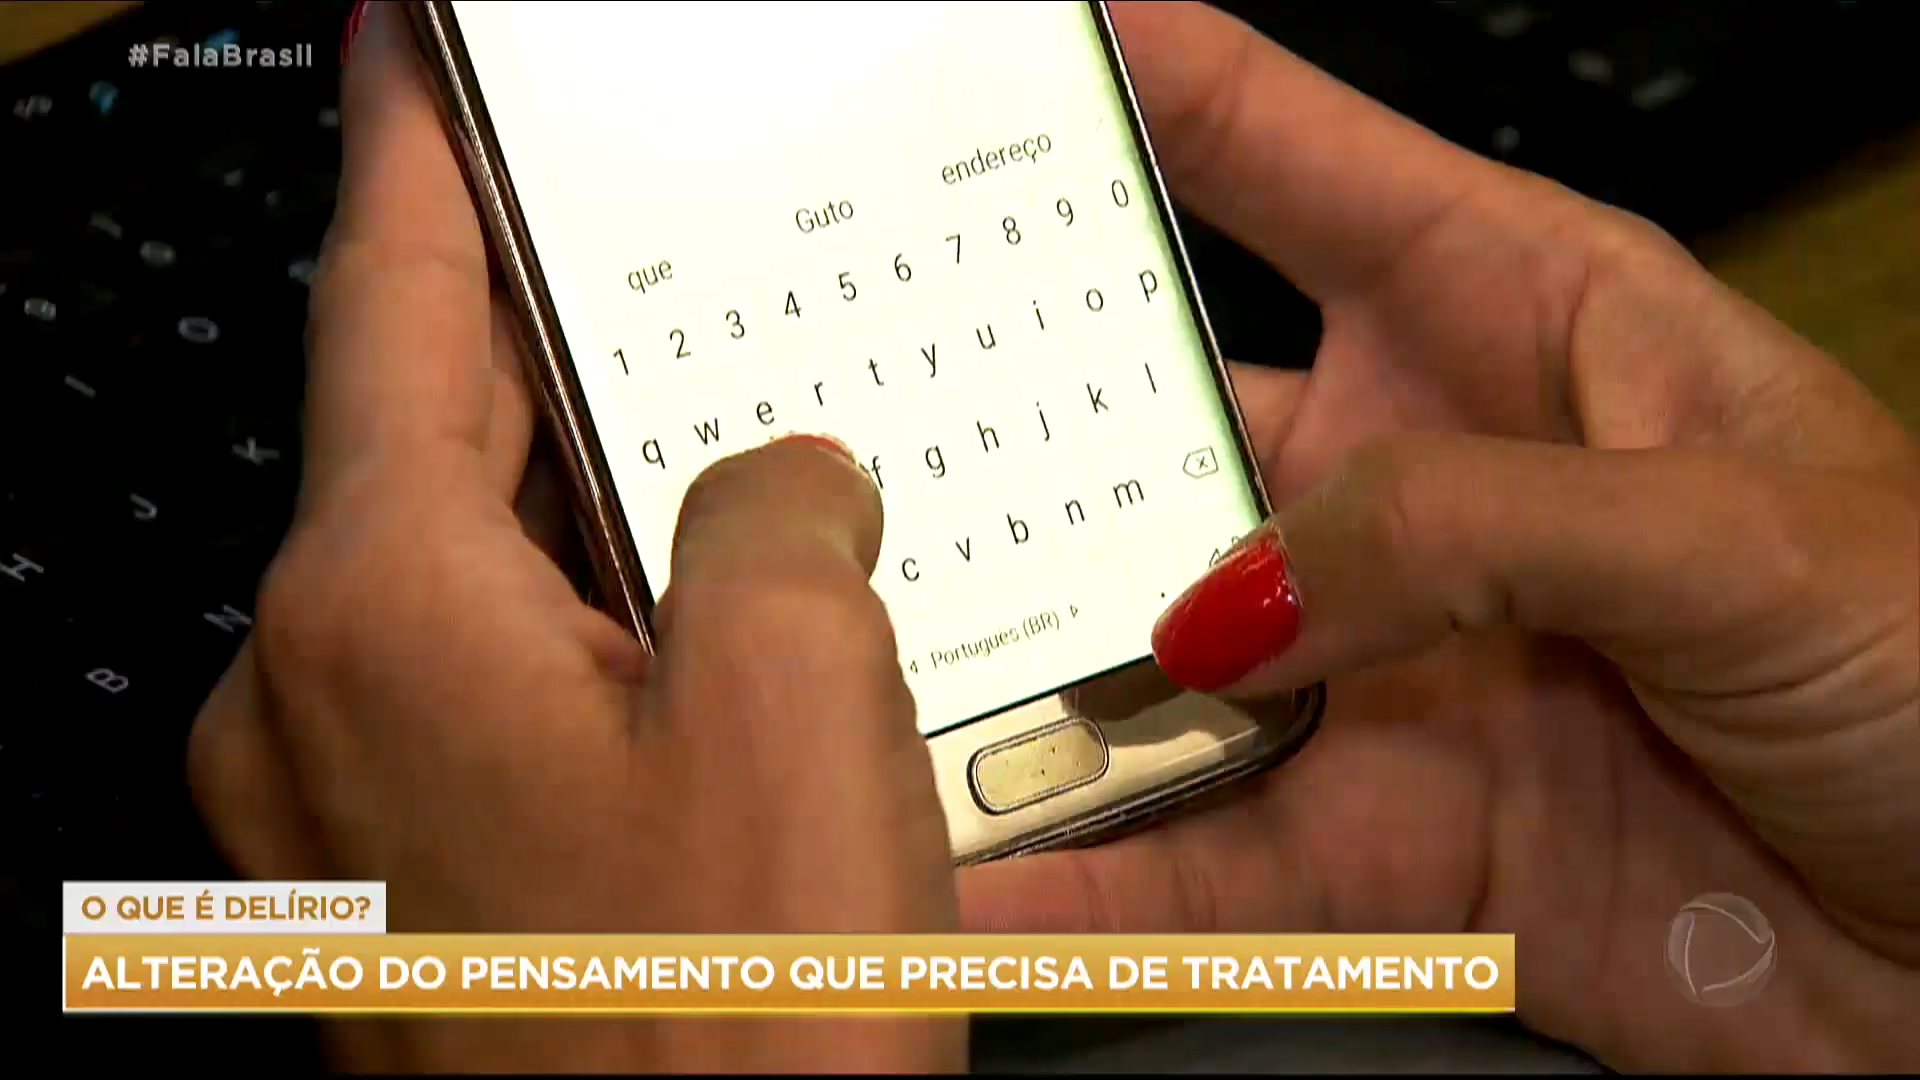 #FalaBrasil
que Guto endereço
1 2 3 4 5 6 7 8 9 0
q w e r t y u i o p
f g h j k l
c v b n m
Português (BR)
K
J
H
N
B
O QUE É DELÍRIO?
ALTERAÇÃO DO PENSAMENTO QUE PRECISA DE TRATAMENTO